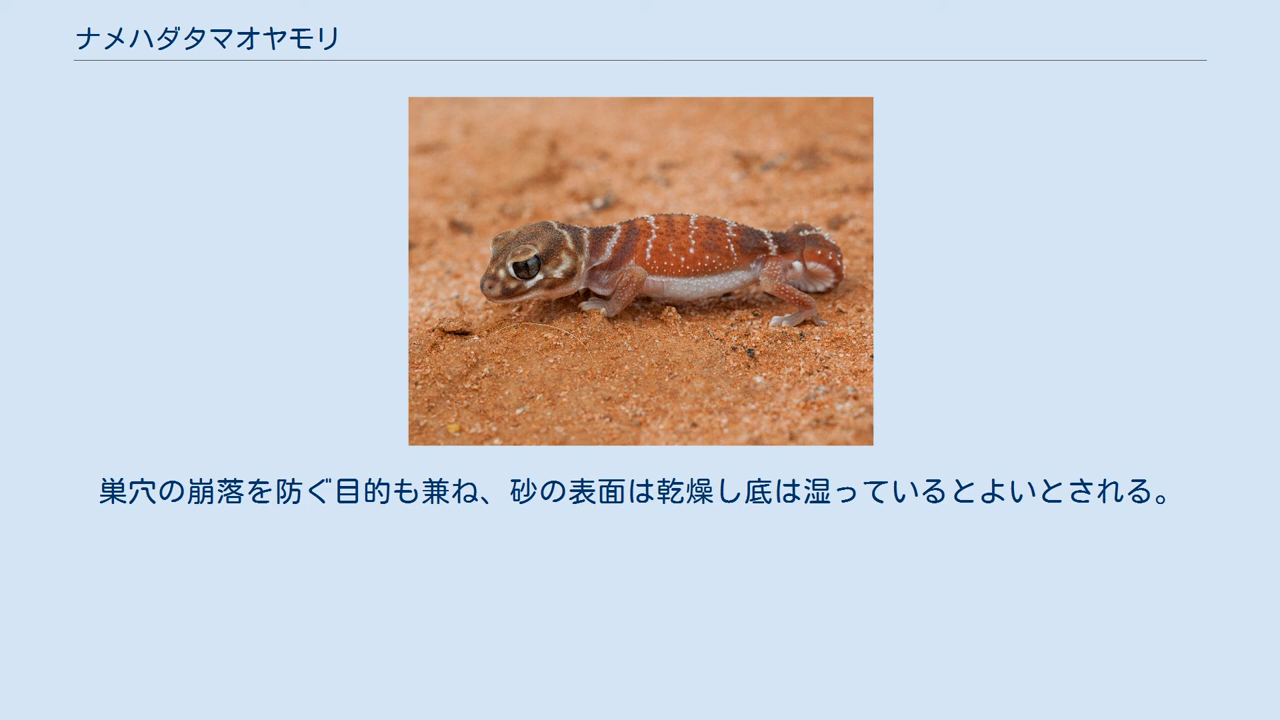 ナメハダタマオヤモリ
巣穴の崩落を防ぐ目的も兼ね、砂の表面は乾燥し底は湿っているとよいとされる。